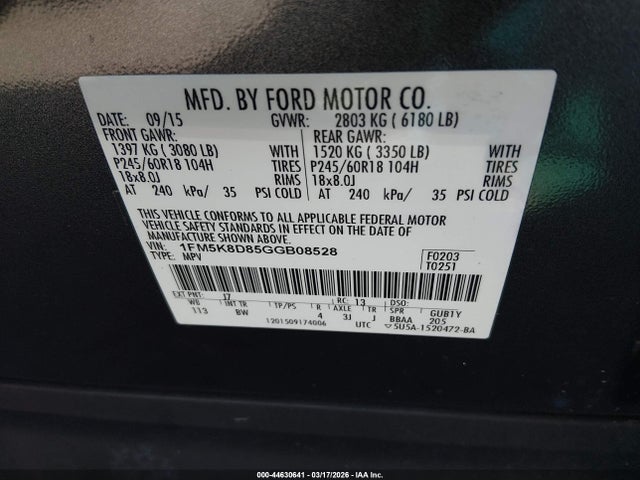 MFD. BY FORD MOTOR CO.
DATE: 09/15 GVWR: 2803 KG ( 6180 LB)
FRONT GAWR: REAR GAWR:
1397 KG ( 3080 LB) WITH 1520 KG ( 3350 LB) WITH
P245/60R18 104H TIRES P245/60R18 104H TIRES
18x8.0J RIMS 18x8.0J RIMS
AT 240 kPa/ 35 PSI COLD AT 240 kPa/ 35 PSI COLD
THIS VEHICLE CONFORMS TO ALL APPLICABLE FEDERAL MOTOR
VEHICLE SAFETY STANDARDS IN EFFECT ON THE DATE OF
MANUFACTURE SHOWN ABOVE.
VIN: 1FM5K8D85GGB08528 F0203
TYPE: MPV T0251
EXT PNT: J7 RC: 13 DSO:
WB INT TR TP/PS R AXLE TR SPR GUB1Y
113 BW 4 3J J BBAA 205
1201509174006 UTC 5U5A-1520472-BA
000-44630641 - 03/17/2026 - IAA Inc.